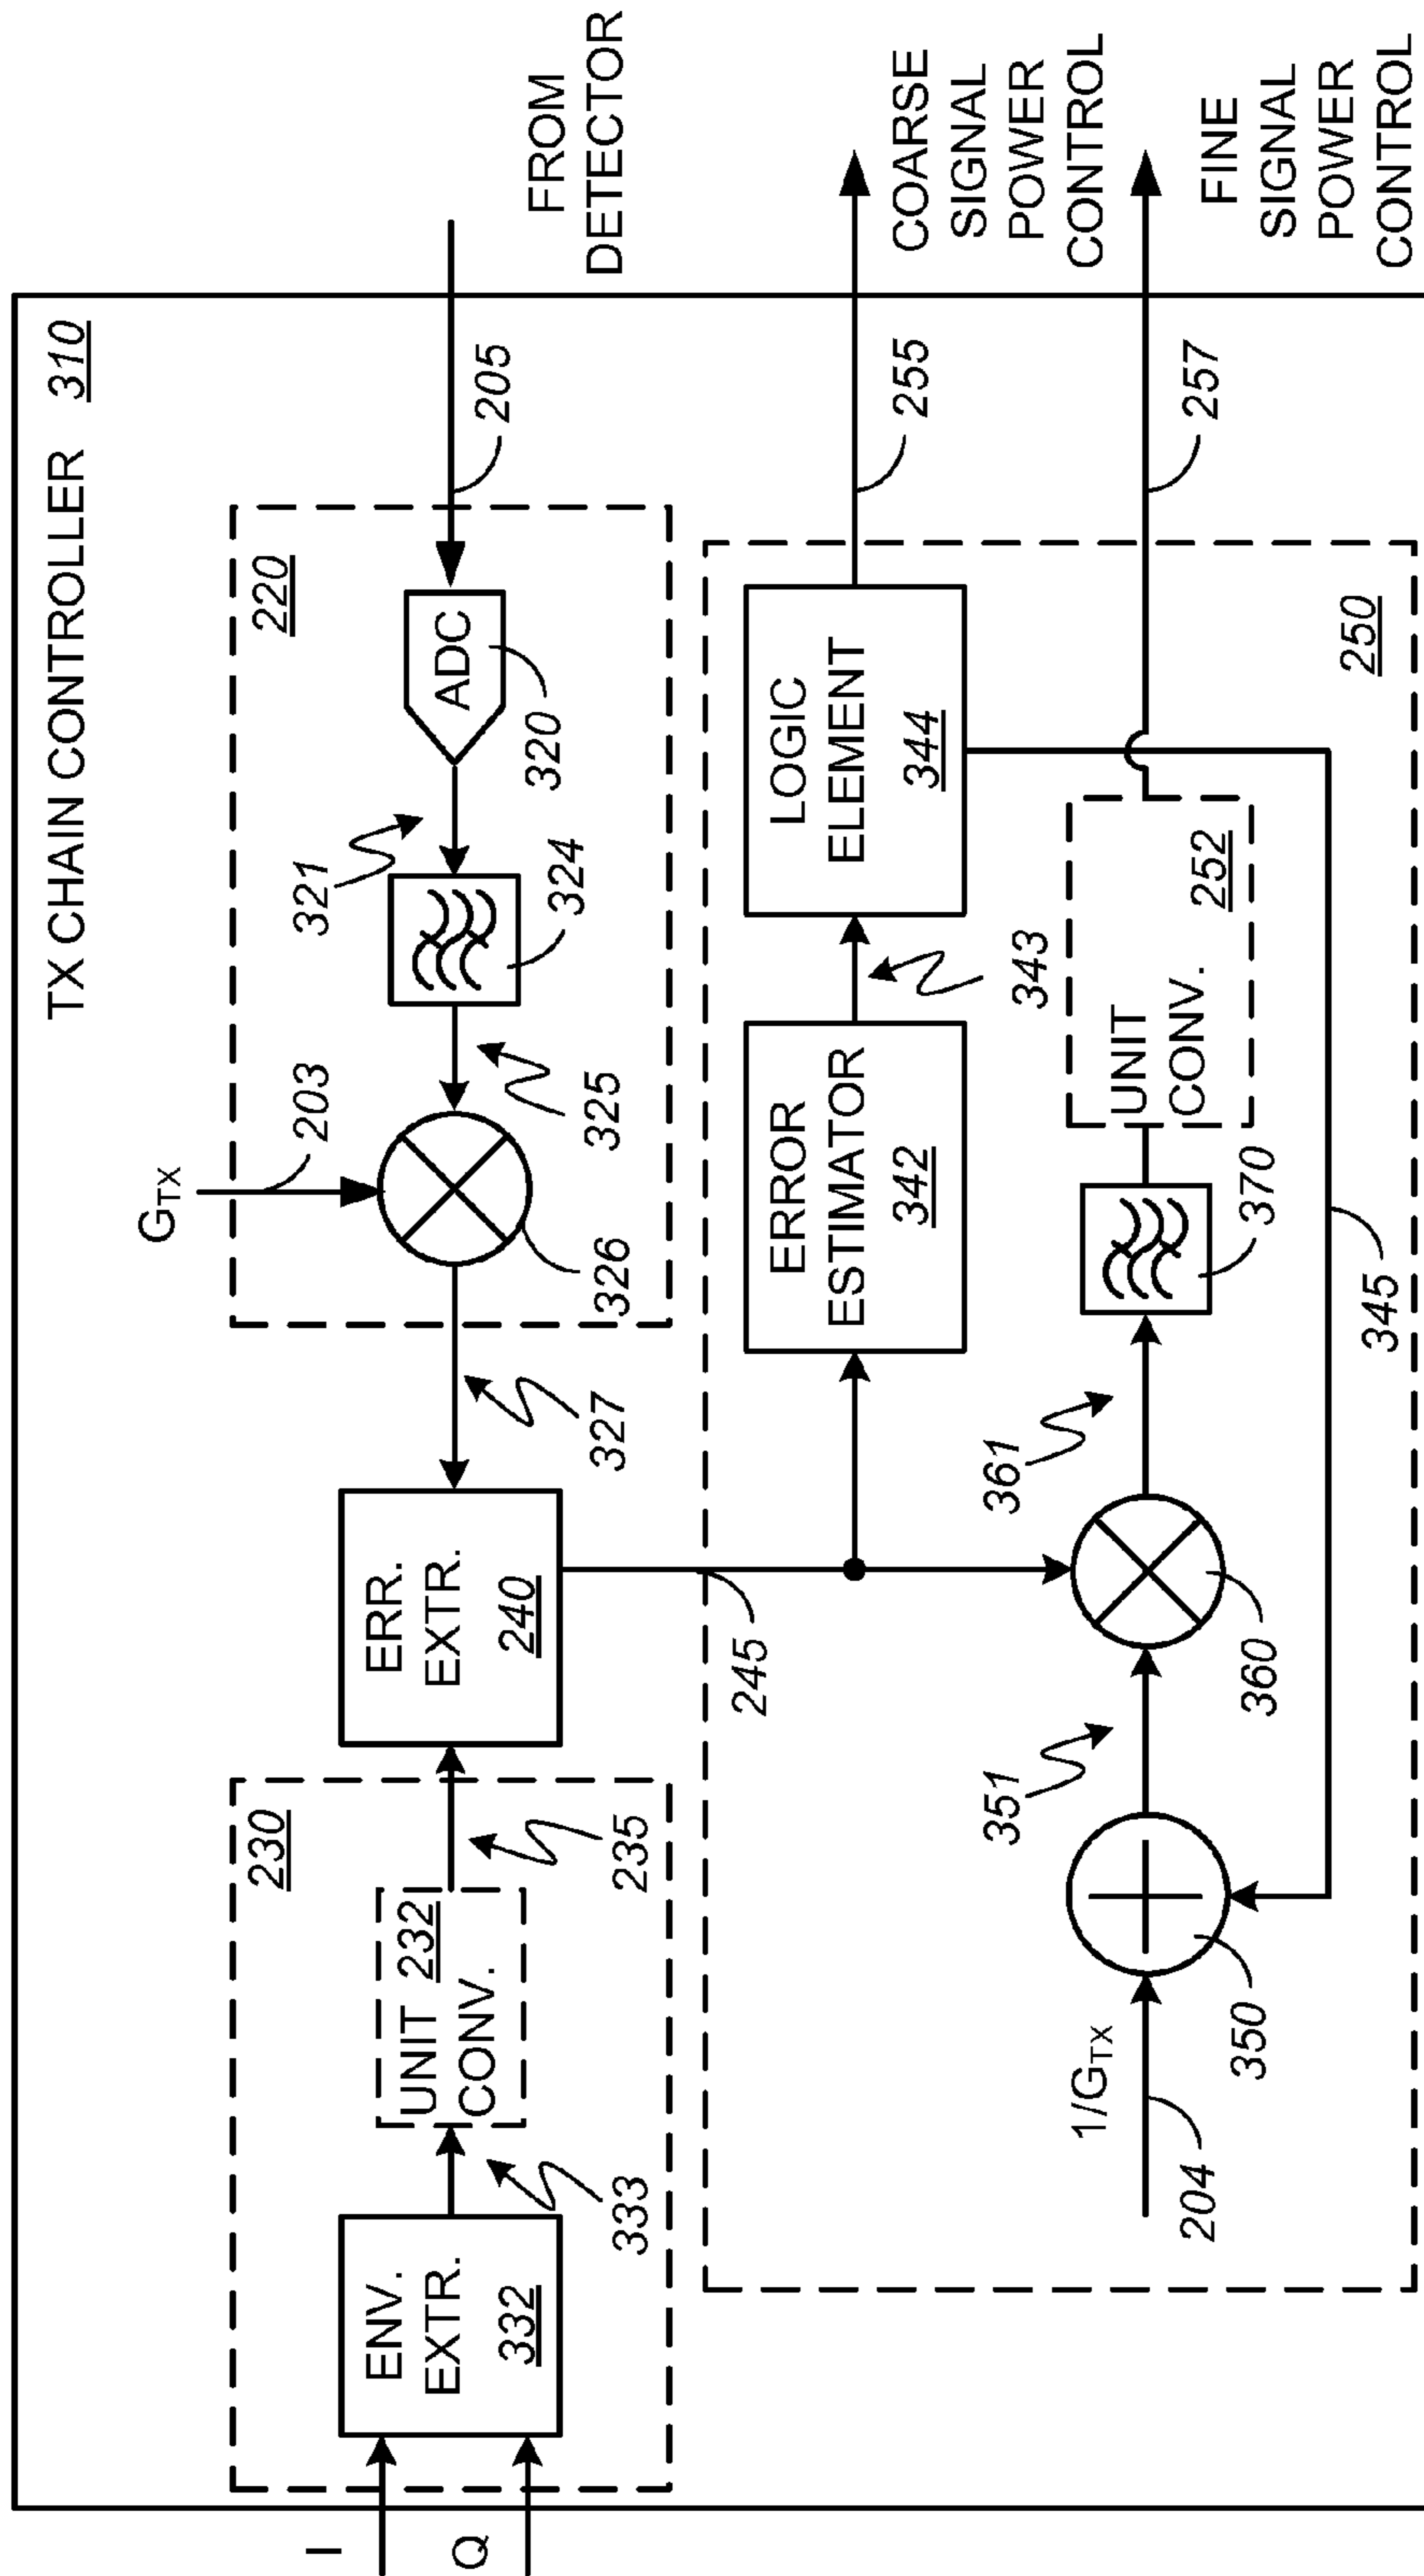 TX CHAIN CONTROLLER 310
FROM
DETECTOR
205
220
ADC
320
321
324
325
GTX
203
326
327
ERR.
EXTR.
240
245
230
235
UNIT 232
CONV.
333
ENV.
EXTR.
332
I
Q
COARSE
SIGNAL
POWER
CONTROL
255
LOGIC
ELEMENT
344
343
ERROR
ESTIMATOR
342
FINE
SIGNAL
POWER
CONTROL
257
250
252
UNIT
CONV.
370
361
360
351
350
345
1/GTX
204